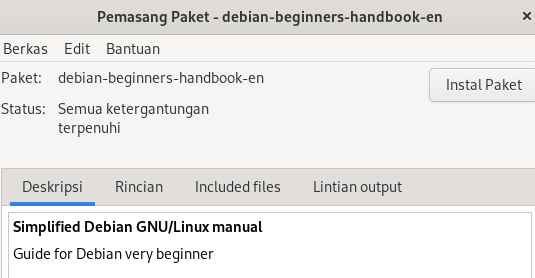 Pemasang Paket - debian-beginners-handbook-en ×
Berkas Edit Bantuan
Paket: debian-beginners-handbook-en
Instal Paket
Status: Semua ketergantungan
terpenuhi
Deskripsi Rincian Included files Lintian output
Simplified Debian GNU/Linux manual
Guide for Debian very beginner